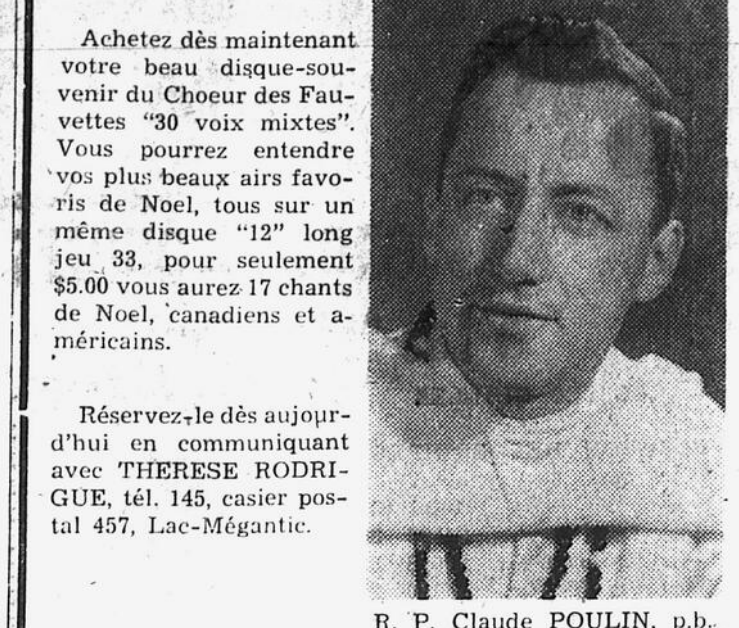 Achetez dès maintenant
votre beau disque-sou-
venir du Choeur des Fau-
vettes “30 voix mixtes”.
Vous pourrez entendre
vos plus beaux airs favo-
ris de Noel, tous sur un
même disque “12” long
jeu 33, pour seulement
$5.00 vous aurez 17 chants
de Noel, canadiens et a-
méricains.
Réservez-le dès aujour-
d'hui en communiquant
avec THERESE RODRI-
GUE, tél. 145, casier pos-
tal 457, Lac-Mégantic.
R. P. Claude POULIN, p.b.